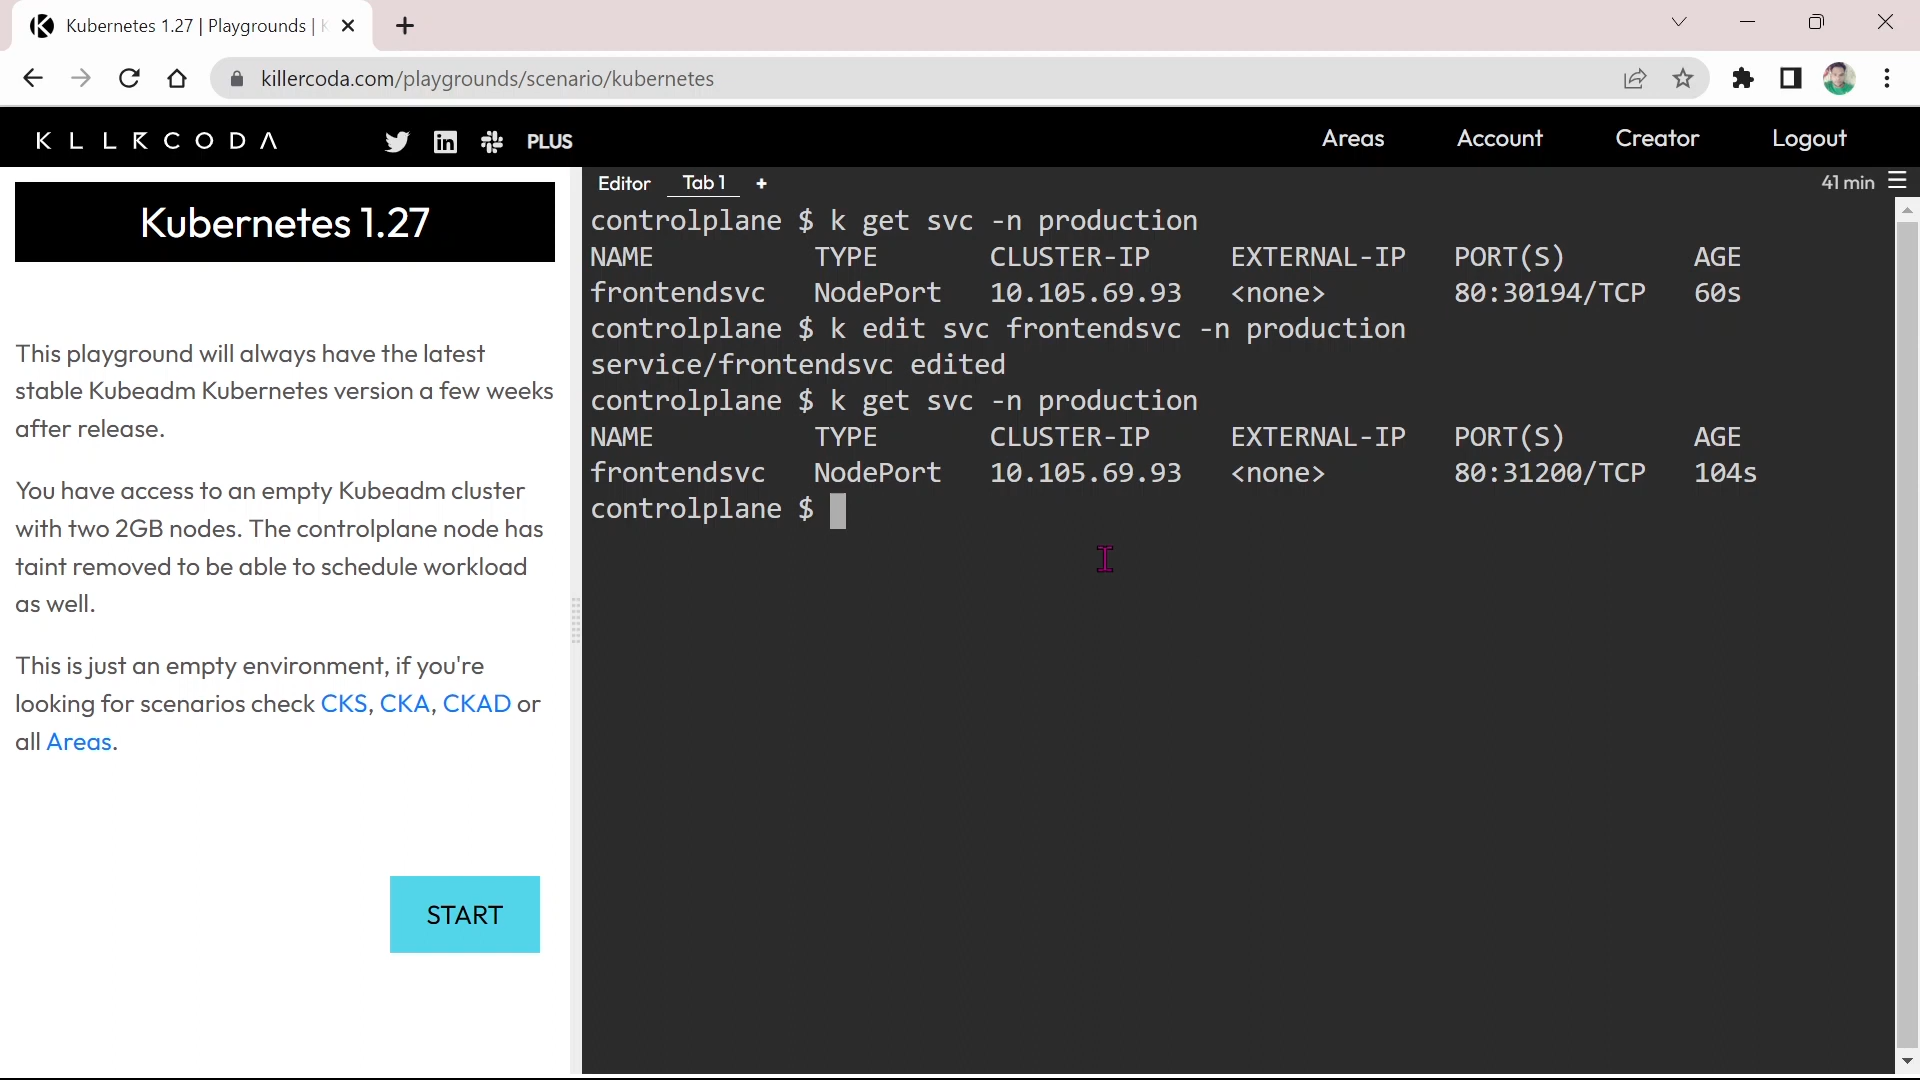 Kubernetes 1.27 | Playgrounds |
killercoda.com/playgrounds/scenario/kubernetes
KLLRCODA
PLUS
Areas
Account
Creator
Logout
Kubernetes 1.27
This playground will always have the latest
stable Kubeadm Kubernetes version a few weeks
after release.
You have access to an empty Kubeadm cluster
with two 2GB nodes. The controlplane node has
taint removed to be able to schedule workload
as well.
This is just an empty environment, if you're
looking for scenarios check CKS, CKA, CKAD or
all Areas.
START
Editor Tab 1 +
41 min
controlplane $ k get svc -n production
NAME TYPE CLUSTER-IP EXTERNAL-IP PORT(S) AGE
frontendsvc NodePort 10.105.69.93 <none> 80:30194/TCP 60s
controlplane $ k edit svc frontendsvc -n production
service/frontendsvc edited
controlplane $ k get svc -n production
NAME TYPE CLUSTER-IP EXTERNAL-IP PORT(S) AGE
frontendsvc NodePort 10.105.69.93 <none> 80:31200/TCP 104s
controlplane $